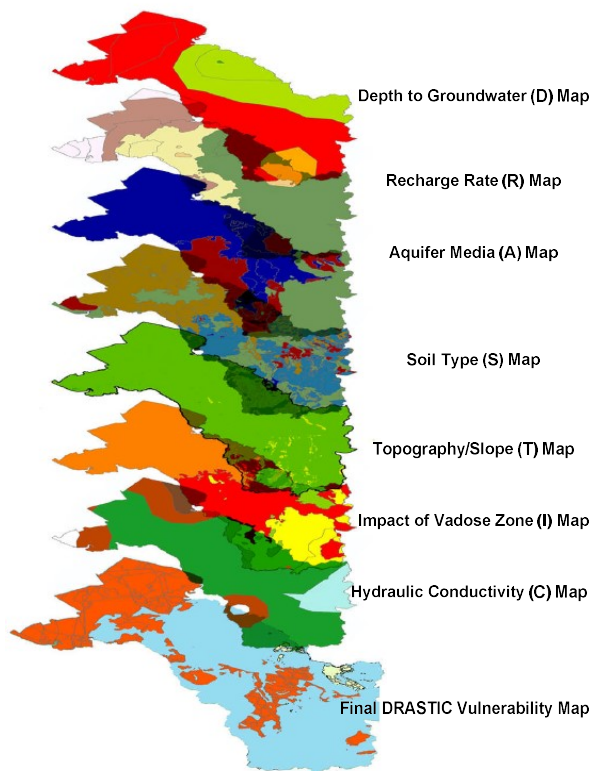 Depth to Groundwater (D) Map
Recharge Rate (R) Map
Aquifer Media (A) Map
Soil Type (S) Map
Topography/Slope (T) Map
Impact of Vadose Zone (I) Map
Hydraulic Conductivity (C) Map
Final DRASTIC Vulnerability Map